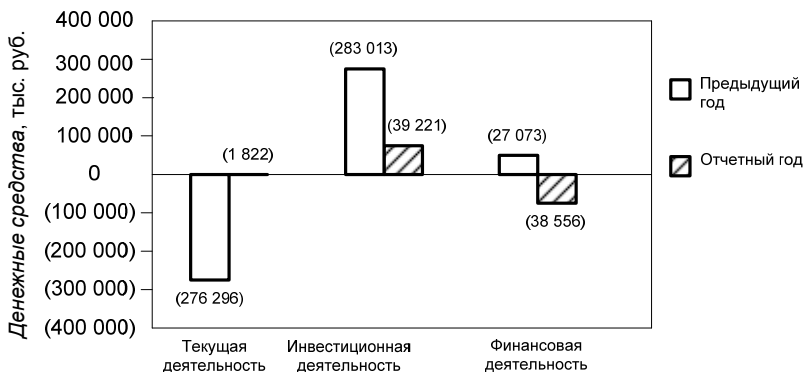 Денежные средства, тыс. руб.
400 000
300 000
200 000
100 000
0
(100 000)
(200 000)
(300 000)
(400 000)
(283 013)
(39 221)
(27 073)
(1 822)
(38 556)
(276 296)
Текущая
деятельность
Инвестиционная
деятельность
Финансовая
деятельность
Предыдущий
год
Отчетный год